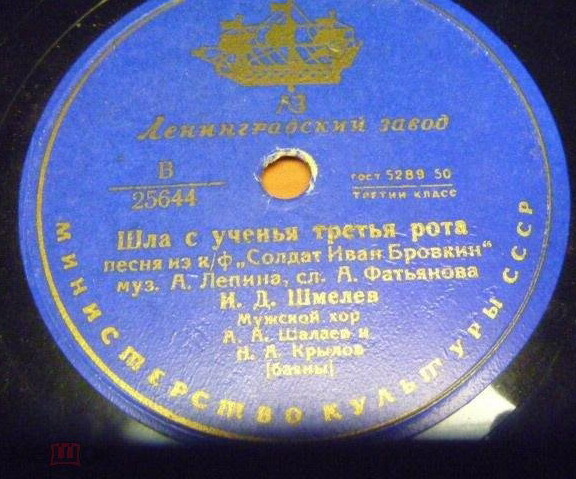 ЛЗ
Ленинградский завод
В
25644
ГОСТ 5289 50
ТРЕТИЙ КЛАСС
Шла с ученья третья рота
песня из к/ф „Солдат Иван Бровкин"
муз. А. Лепина, сл. А. Фатьянова
И. Д. Шмелев
Мужской хор
А. А. Шалаев и
Н. А. Крылов
(баяны)
МИНИСТЕРСТВО КУЛЬТУРЫ СССР